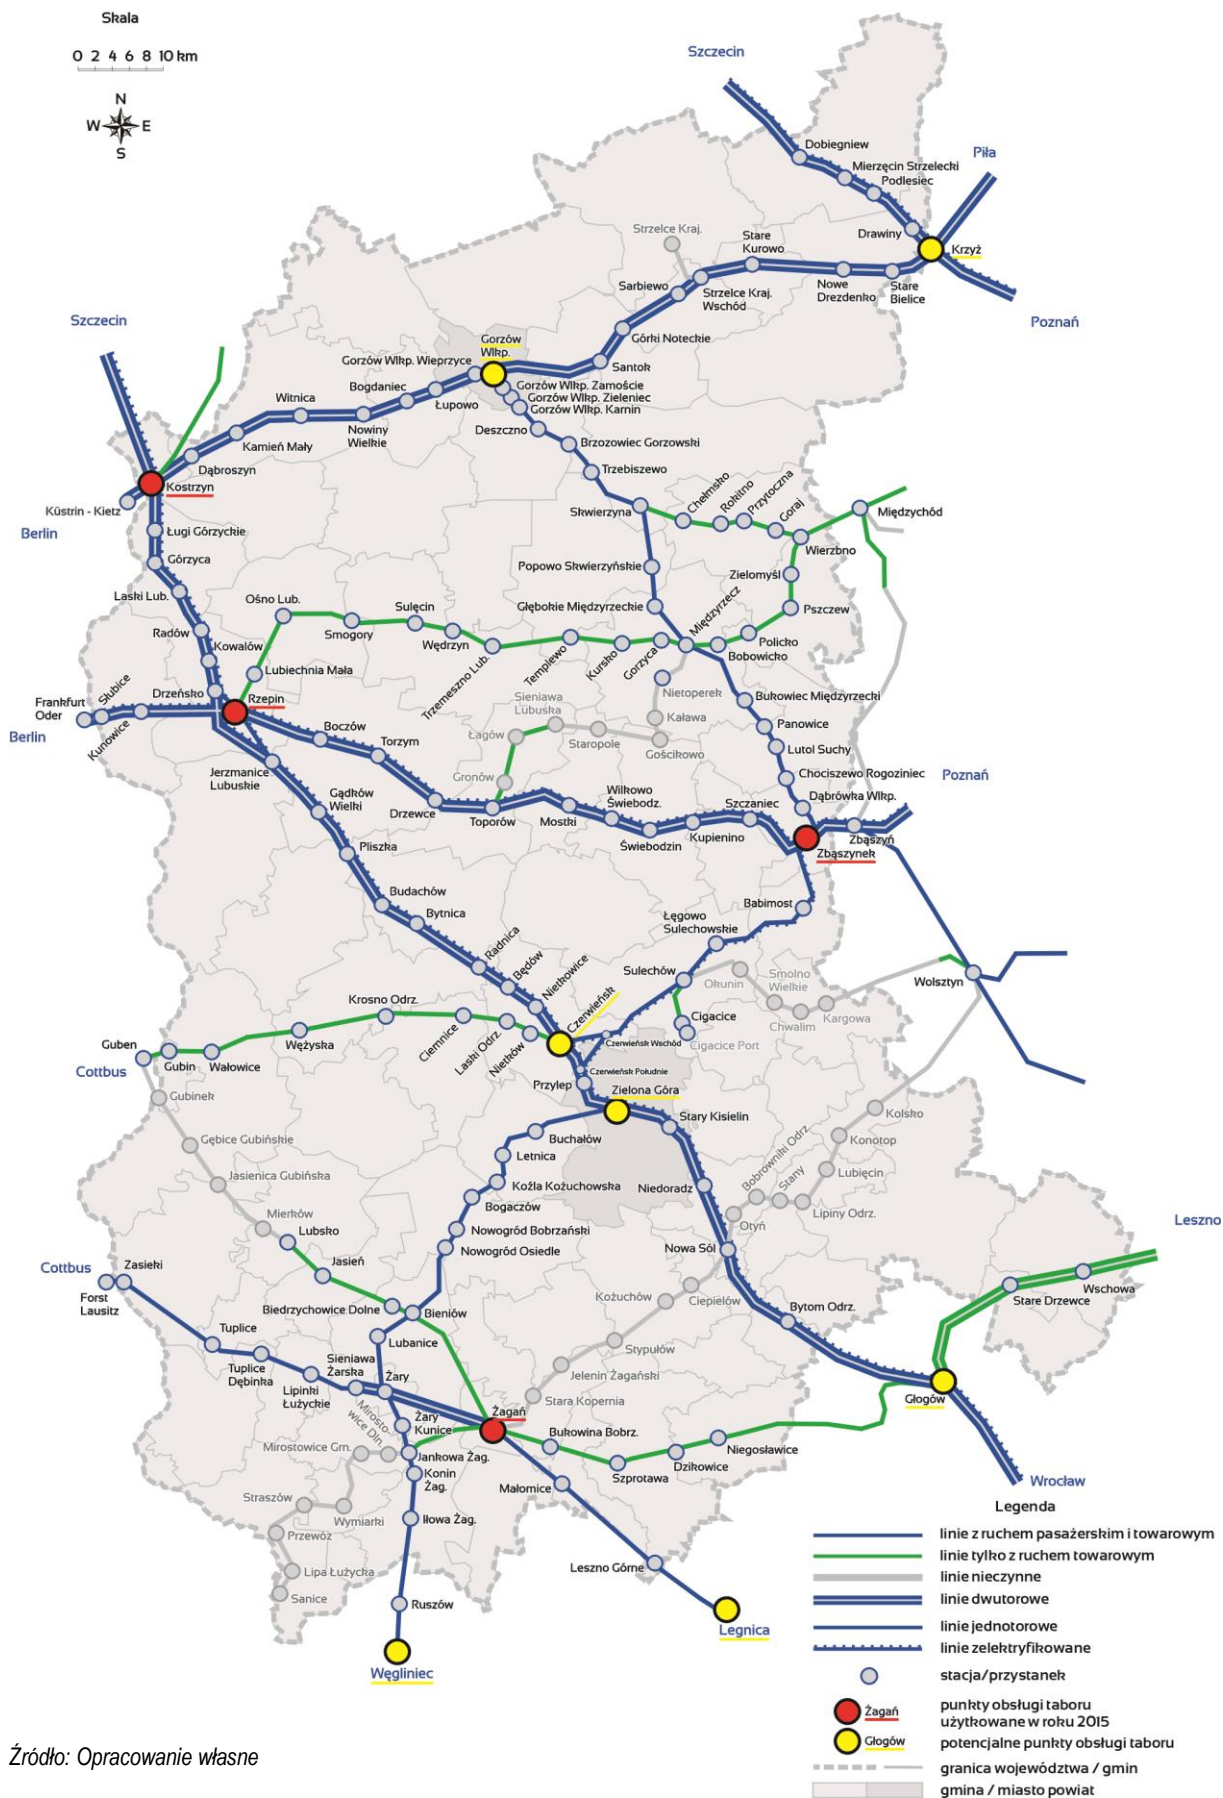 Skala
0 2 4 6 8 10 km
N
W E
S
Szczecin
Dobiegniew
Mierzęcin Strzelecki
Podlesiec
Piła
Drawiny
Krzyż
Strzelce Kraj.
Stare
Kurowo
Sarbiewo
Strzelce Kraj.
Wschód
Nowe
Drezdenko
Stare
Bielice
Poznań
Szczecin
Górki Noteckie
Gorzów
Wlkp.
Gorzów Wlkp. Wieprzyce
Santok
Bogdaniec
Gorzów Wlkp. Zamoście
Gorzów Wlkp. Zieleniec
Gorzów Wlkp. Karnin
Witnica
Łupowo
Nowiny
Wielkie
Deszczno
Kamień Mały
Brzozowiec Gorzowski
Dąbroszyn
Trzebiszewo
Kostrzyn
Küstrin - Kietz
Berlin
Skwierzyna
Chełmsko
Rokitno
Przytoczna
Goraj
Międzychód
Wierzbno
Ługi Górzyckie
Górzyca
Popowo Skwierzyńskie
Zielomyśl
Laski Lub.
Ośno Lub.
Sulęcin
Głębokie Międzyrzeckie
Międzyrzecz
Pszczew
Radów
Smogory
Wędrzyn
Policko
Kowalów
Trzemeszno Lub.
Templewo
Kursko
Gorzyca
Bobowicko
Lubiechnia Mała
Nietoperek
Drzeńsko
Rzepin
Frankfurt
Oder
Słubice
Kunowice
Berlin
Sieniawa
Lubuska
Bukowiec Międzyrzecki
Kaława
Panowice
Boczów
Łagów
Staropole
Gościkowo
Lutol Suchy
Torzym
Jerzmanice
Lubuskie
Gronów
Chociszewo Rogoziniec
Poznań
Gądków
Wielki
Drzewce
Toporów
Mostki
Wilkowo
Świebodz.
Szczaniec
Dąbrówka Wlkp.
Świebodzin
Kupienino
Zbąszyń
Zbąszynek
Pliszka
Budachów
Bytnica
Babimost
Łęgowo
Sulechowskie
Radnica
Będów
Nietkowice
Sulechów
Okunin
Smolno
Wielkie
Wolsztyn
Chwalim
Kargowa
Krosno Odrz.
Czerwieńsk
Cigacice
Cigacice Port
Wężyska
Ciemnice
Laski Odrz.
Nietków
Czerwieńsk Wschód
Guben
Gubin
Wałowice
Cottbus
Czerwieńsk Południe
Przylep
Zielona Góra
Gubinek
Stary Kisielin
Kolsko
Buchałów
Gębice Gubińskie
Letnica
Bobrowniki Odrz.
Stany
Konotop
Jasienica Gubińska
Koźla Kożuchowska
Niedoradz
Lubięcin
Bogaczów
Otyń
Lipiny Odrz.
Mierków
Lubsko
Nowogród Bobrzański
Nowogród Osiedle
Nowa Sól
Leszno
Cottbus
Zasieki
Jasień
Forst
Lausitz
Biedrzychowice Dolne
Bieniów
Kożuchów
Ciepielów
Bytom Odrz.
Stare Drzewce
Wschowa
Tuplice
Lubanice
Stypułów
Tuplice
Dębinka
Sieniawa
Żarska
Żary
Jelenin Żagański
Lipinki
Łużyckie
Stara Kopernia
Głogów
Mirosto-
wice Dln.
Żary
Kunice
Żagań
Bukowina Bobrz.
Niegosławice
Mirostowice Grn.
Jankowa Żag.
Szprotawa
Dzikowice
Konin
Żag.
Małomice
Wrocław
Straszów
Wymiarki
Iłowa Żag.
Przewóz
Lipa Łużycka
Leszno Górne
Sanice
Ruszów
Legnica
Węgliniec
Legenda
linie z ruchem pasażerskim i towarowym
linie tylko z ruchem towarowym
linie nieczynne
linie dwutorowe
linie jednotorowe
linie zelektryfikowane
stacja/przystanek
Żagań
punkty obsługi taboru
użytkowane w roku 2015
Głogów
potencjalne punkty obsługi taboru
granica województwa / gmin
gmina / miasto powiat
Źródło: Opracowanie własne